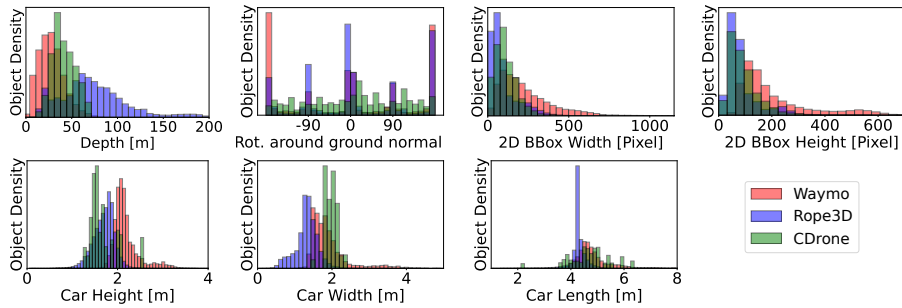 Object Density
0 50 100 150 200
Depth [m]
Object Density
-90 0 90
Rot. around ground normal
Object Density
0 500 1000
2D BBox Width [Pixel]
Object Density
0 200 400 600
2D BBox Height [Pixel]
Object Density
0 2 4
Car Height [m]
Object Density
0 2 4
Car Width [m]
Object Density
0 2 4 6 8
Car Length [m]
Waymo
Rope3D
CDrone